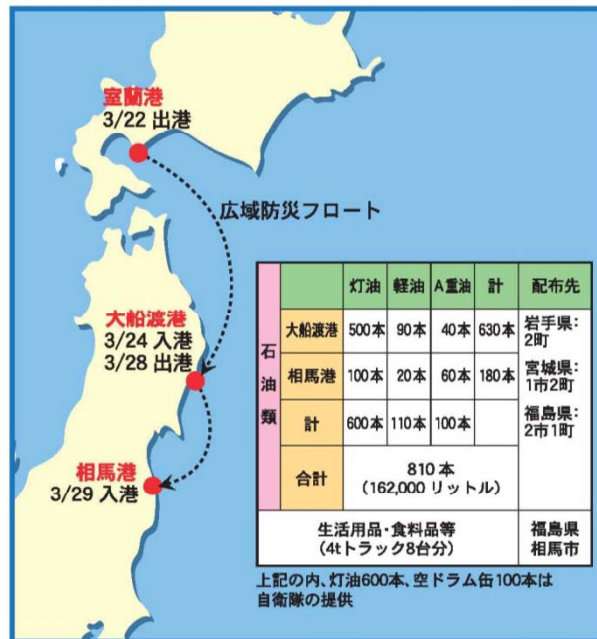 室蘭港
3/22 出港
広域防災フロート
大船渡港
3/24 入港
3/28 出港
相馬港
3/29 入港
石油類
灯油 軽油 A重油 計 配布先
大船渡港 500本 90本 40本 630本
相馬港 100本 20本 60本 180本
計 600本 110本 100本
合計 810 本
(162,000 リットル)
岩手県:
2町
宮城県:
1市2町
福島県:
2市1町
生活用品・食料品等
(4tトラック8台分)
福島県
相馬市
上記の内、灯油600本、空ドラム缶100本は
自衛隊の提供